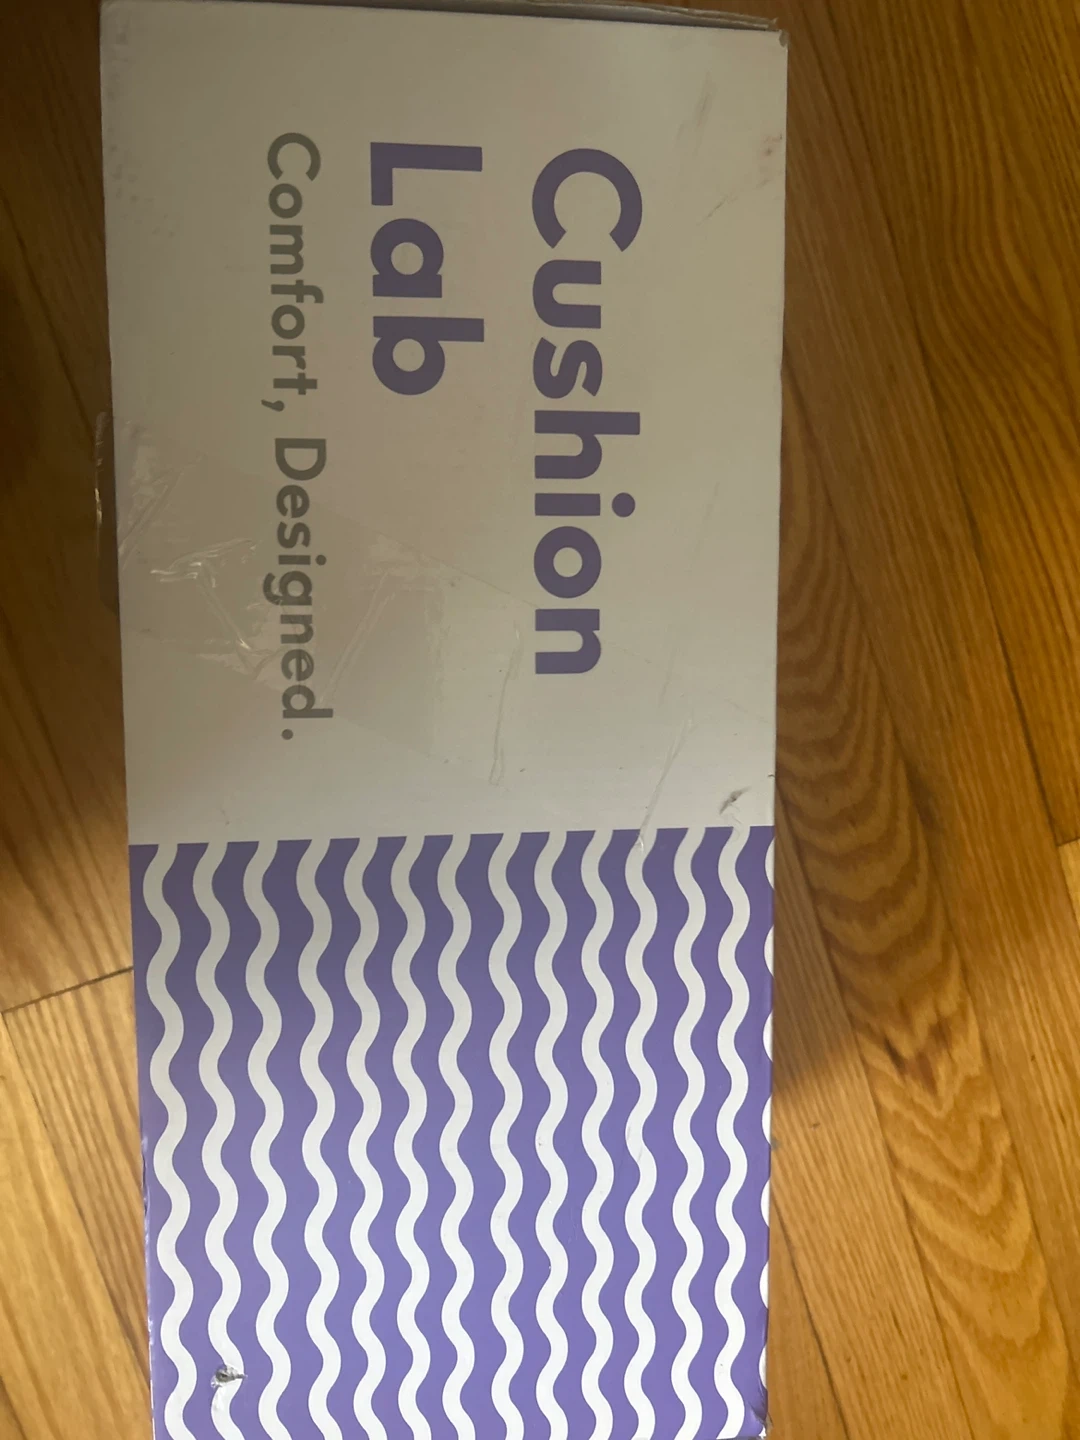 Cushion
Lab
Comfort, Designed.